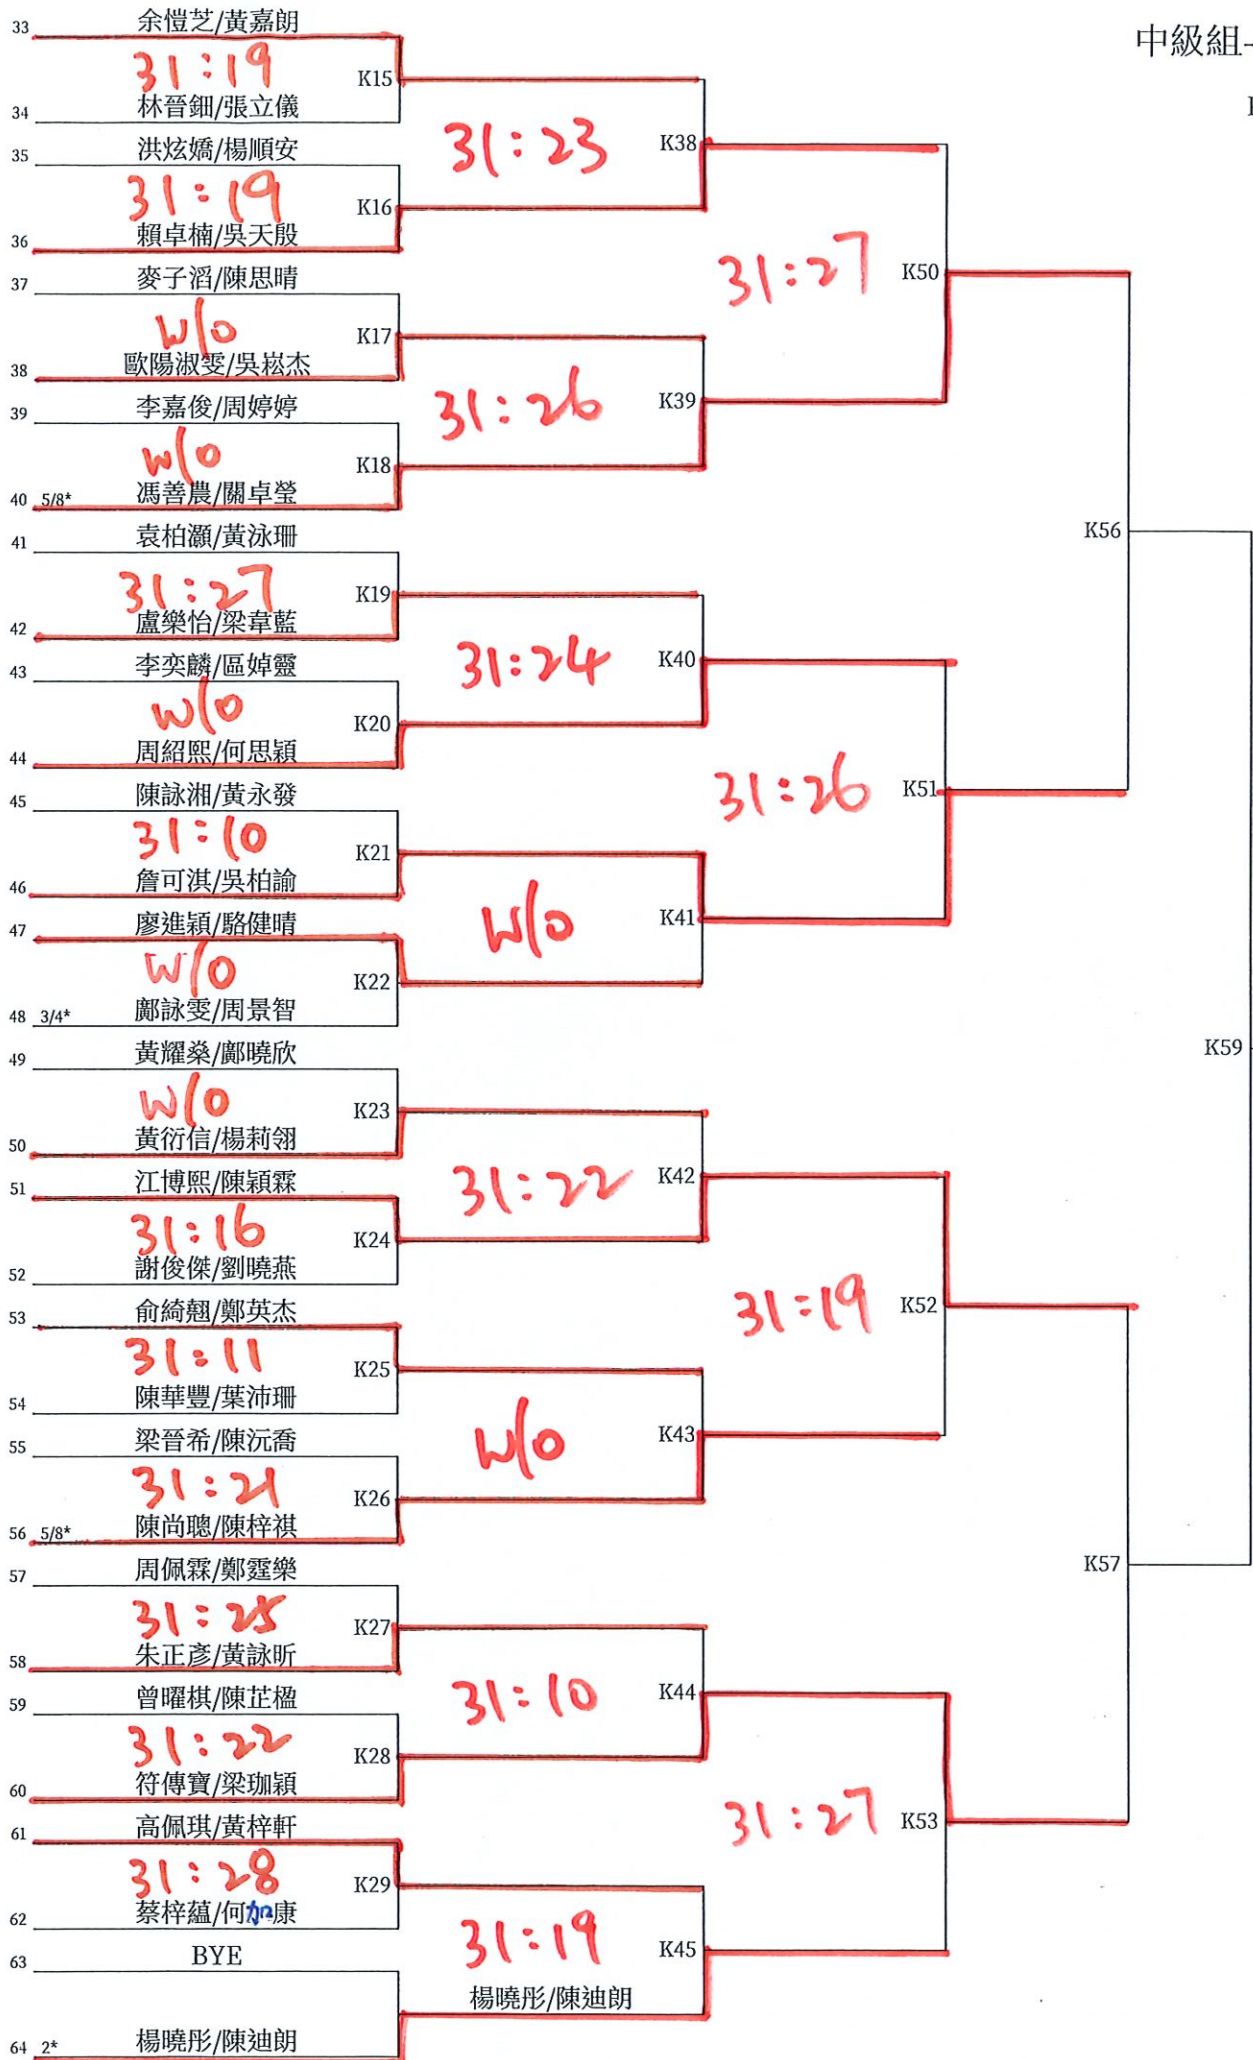 中級組-
33 余愷芝/黃嘉朗
31:19 K15
34 林晉鈿/張立儀
31:23 K38
35 洪炫嬌/楊順安
31:19 K16
36 賴卓楠/吳天殷
31:27 K50
37 麥子滔/陳思晴
W/O K17
38 歐陽淑雯/吳崧杰
31:26 K39
39 李嘉俊/周婷婷
W/O K18
40 5/8* 馮善農/關卓瑩
K56
41 袁柏灝/黃泳珊
31:27 K19
42 盧樂怡/梁韋藍
31:24 K40
43 李奕麟/區婥靈
W/O K20
44 周紹熙/何思穎
31:26 K51
45 陳詠湘/黃永發
31:10 K21
46 詹可淇/吳柏諭
W/O K41
47 廖進穎/駱健晴
W/O K22
48 3/4* 鄺詠雯/周景智
K59
49 黃耀燊/鄺曉欣
W/O K23
50 黃衍信/楊莉翎
31:22 K42
51 江博熙/陳穎霖
31:16 K24
52 謝俊傑/劉曉燕
31:19 K52
53 俞綺翹/鄭英杰
31:11 K25
54 陳華豐/葉沛珊
W/O K43
55 梁晉希/陳沅喬
31:21 K26
56 5/8* 陳尚聰/陳梓祺
K57
57 周佩霖/鄭霆樂
31:25 K27
58 朱正彥/黃詠昕
31:10 K44
59 曾曜棋/陳芷楹
31:22 K28
60 符傳寶/梁珈穎
31:27 K53
61 高佩琪/黃梓軒
31:28 K29
62 蔡梓蘊/何加康
31:19 K45
63 BYE
楊曉彤/陳迪朗
64 2* 楊曉彤/陳迪朗